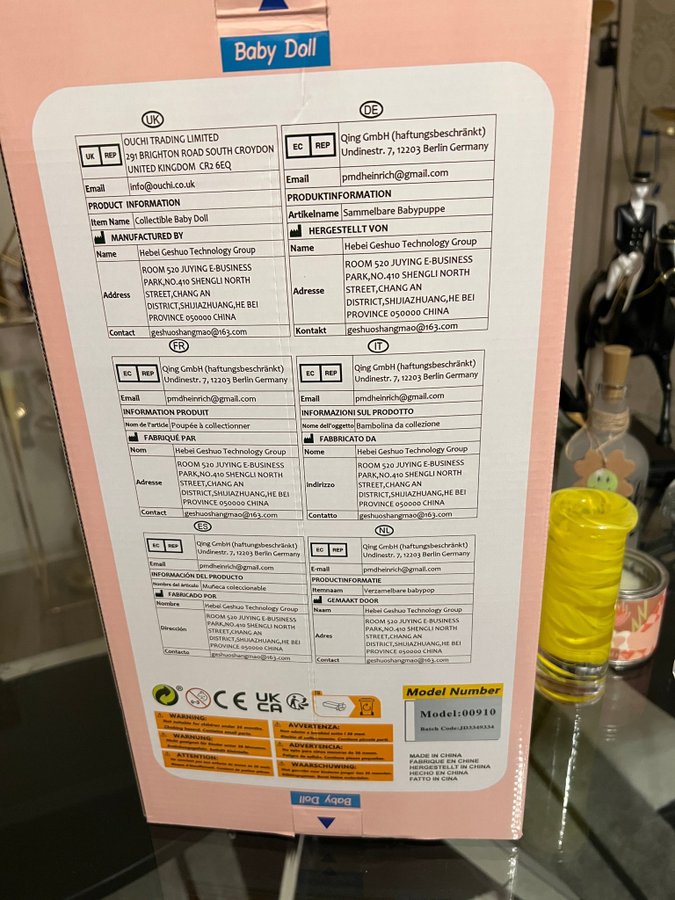 Baby Doll
UK
UK REP
OUCHI TRADING LIMITED
291 BRIGHTON ROAD SOUTH CROYDON
UNITED KINGDOM CR2 6EQ
Email info@ouchi.co.uk
PRODUCT INFORMATION
Item Name Collectible Baby Doll
MANUFACTURED BY
Name Hebei Geshuo Technology Group
Address
ROOM 520 JUYING E-BUSINESS
PARK,NO.410 SHENGLI NORTH
STREET,CHANG AN
DISTRICT,SHIJIAZHUANG,HE BEI
PROVINCE 050000 CHINA
Contact geshuoshangmao@163.com
DE
EC REP
Qing GmbH (haftungsbeschränkt)
Undinestr. 7, 12203 Berlin Germany
Email pmdheinrich@gmail.com
PRODUKTINFORMATION
Artikelname Sammelbare Babypuppe
HERGESTELLT VON
Name Hebei Geshuo Technology Group
Adresse
ROOM 520 JUYING E-BUSINESS
PARK,NO.410 SHENGLI NORTH
STREET,CHANG AN
DISTRICT,SHIJIAZHUANG,HE BEI
PROVINCE 050000 CHINA
Kontakt geshuoshangmao@163.com
FR
EC REP
Qing GmbH (haftungsbeschränkt)
Undinestr. 7, 12203 Berlin Germany
Email pmdheinrich@gmail.com
INFORMATION PRODUIT
Nom de l'article Poupée à collectionner
FABRIQUÉ PAR
Nom Hebei Geshuo Technology Group
Adresse
ROOM 520 JUYING E-BUSINESS
PARK,NO.410 SHENGLI NORTH
STREET,CHANG AN
DISTRICT,SHIJIAZHUANG,HE BEI
PROVINCE 050000 CHINA
Contact geshuoshangmao@163.com
IT
EC REP
Qing GmbH (haftungsbeschränkt)
Undinestr. 7, 12203 Berlin Germany
Email pmdheinrich@gmail.com
INFORMAZIONI SUL PRODOTTO
Nome dell'oggetto Bambolina da collezione
FABBRICATO DA
Nome Hebei Geshuo Technology Group
Indirizzo
ROOM 520 JUYING E-BUSINESS
PARK,NO.410 SHENGLI NORTH
STREET,CHANG AN
DISTRICT,SHIJIAZHUANG,HE BEI
PROVINCE 050000 CHINA
Contatto geshuoshangmao@163.com
ES
EC REP
Qing GmbH (haftungsbeschränkt)
Undinestr. 7, 12203 Berlin Germany
Email pmdheinrich@gmail.com
INFORMACIÓN DEL PRODUCTO
Nombre del artículo Muñeca coleccionable
FABRICADO POR
Nombre Hebei Geshuo Technology Group
Dirección
ROOM 520 JUYING E-BUSINESS
PARK,NO.410 SHENGLI NORTH
STREET,CHANG AN
DISTRICT,SHIJIAZHUANG,HE BEI
PROVINCE 050000 CHINA
Contacto geshuoshangmao@163.com
NL
EC REP
Qing GmbH (haftungsbeschränkt)
Undinestr. 7, 12203 Berlin Germany
E-mail pmdheinrich@gmail.com
PRODUCTINFORMATIE
Itemnaam Verzamelbare babypop
GEMAAKT DOOR
Naam Hebei Geshuo Technology Group
Adres
ROOM 520 JUYING E-BUSINESS
PARK,NO.410 SHENGLI NORTH
STREET,CHANG AN
DISTRICT,SHIJIAZHUANG,HE BEI
PROVINCE 050000 CHINA
Contact geshuoshangmao@163.com
CE
UK
CA
FR
Model Number
Model:00910
Batch Code:JD3349334
WARNING:
Not suitable for children under 36 months.
Choking hazard. Contains small parts.
WARNUNG:
ATTENTION:
AVVERTENZA:
ADVERTENCIA:
WAARSCHUWING:
MADE IN CHINA
FABRIQUE EN CHINE
HERGESTELLT IN CHINA
HECHO EN CHINA
FATTO IN CINA
Baby Doll